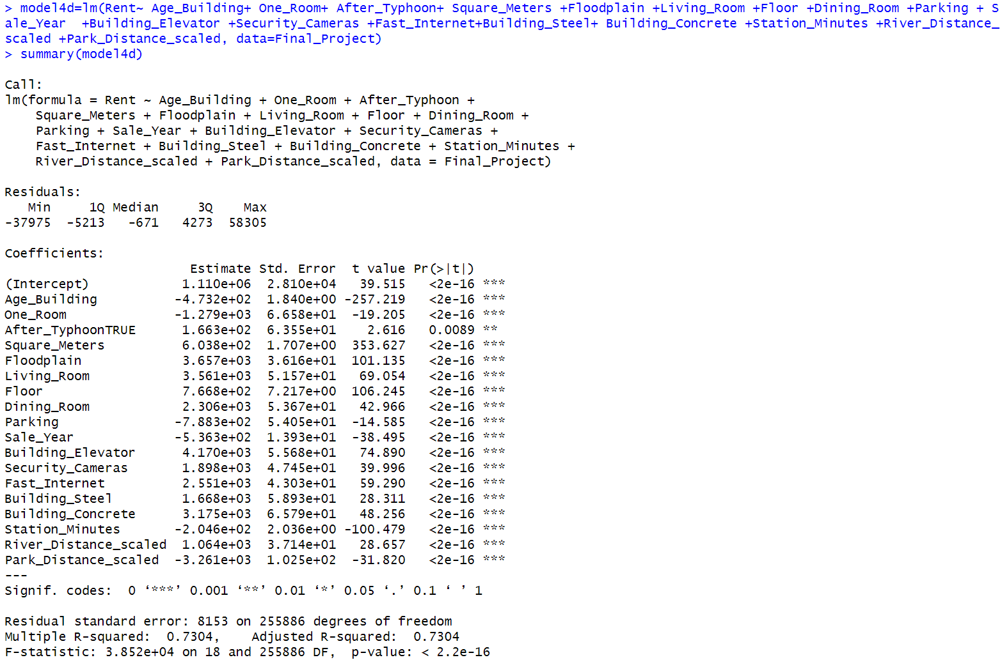 > model4d=lm(Rent~ Age_Building+ One_Room+ After_Typhoon+ Square_Meters +Floodplain +Living_Room +Floor +Dining_Room +Parking + S
ale_Year  +Building_Elevator +Security_Cameras +Fast_Internet+Building_Steel+ Building_Concrete +Station_Minutes +River_Distance_
scaled +Park_Distance_scaled, data=Final_Project)
> summary(model4d)

Call:
lm(formula = Rent ~ Age_Building + One_Room + After_Typhoon +
    Square_Meters + Floodplain + Living_Room + Floor + Dining_Room +
    Parking + Sale_Year + Building_Elevator + Security_Cameras +
    Fast_Internet + Building_Steel + Building_Concrete + Station_Minutes +
    River_Distance_scaled + Park_Distance_scaled, data = Final_Project)

Residuals:
   Min     1Q Median     3Q    Max
-37975  -5213   -671   4273  58305

Coefficients:
                        Estimate Std. Error  t value Pr(>|t|)
(Intercept)            1.110e+06  2.810e+04   39.515   <2e-16 ***
Age_Building          -4.732e+02  1.840e+00 -257.219   <2e-16 ***
One_Room              -1.279e+03  6.658e+01  -19.205   <2e-16 ***
After_TyphoonTRUE      1.663e+02  6.355e+01    2.616   0.0089 **
Square_Meters          6.038e+02  1.707e+00  353.627   <2e-16 ***
Floodplain             3.657e+03  3.616e+01  101.135   <2e-16 ***
Living_Room            3.561e+03  5.157e+01   69.054   <2e-16 ***
Floor                  7.668e+02  7.217e+00  106.245   <2e-16 ***
Dining_Room            2.306e+03  5.367e+01   42.966   <2e-16 ***
Parking               -7.883e+02  5.405e+01  -14.585   <2e-16 ***
Sale_Year             -5.363e+02  1.393e+01  -38.495   <2e-16 ***
Building_Elevator      4.170e+03  5.568e+01   74.890   <2e-16 ***
Security_Cameras       1.898e+03  4.745e+01   39.996   <2e-16 ***
Fast_Internet          2.551e+03  4.303e+01   59.290   <2e-16 ***
Building_Steel         1.668e+03  5.893e+01   28.311   <2e-16 ***
Building_Concrete      3.175e+03  6.579e+01   48.256   <2e-16 ***
Station_Minutes       -2.046e+02  2.036e+00 -100.479   <2e-16 ***
River_Distance_scaled  1.064e+03  3.714e+01   28.657   <2e-16 ***
Park_Distance_scaled  -3.261e+03  1.025e+02  -31.820   <2e-16 ***
---
Signif. codes:  0 ‘***’ 0.001 ‘**’ 0.01 ‘*’ 0.05 ‘.’ 0.1 ‘ ’ 1

Residual standard error: 8153 on 255886 degrees of freedom
Multiple R-squared:  0.7304,    Adjusted R-squared:  0.7304
F-statistic: 3.852e+04 on 18 and 255886 DF,  p-value: < 2.2e-16